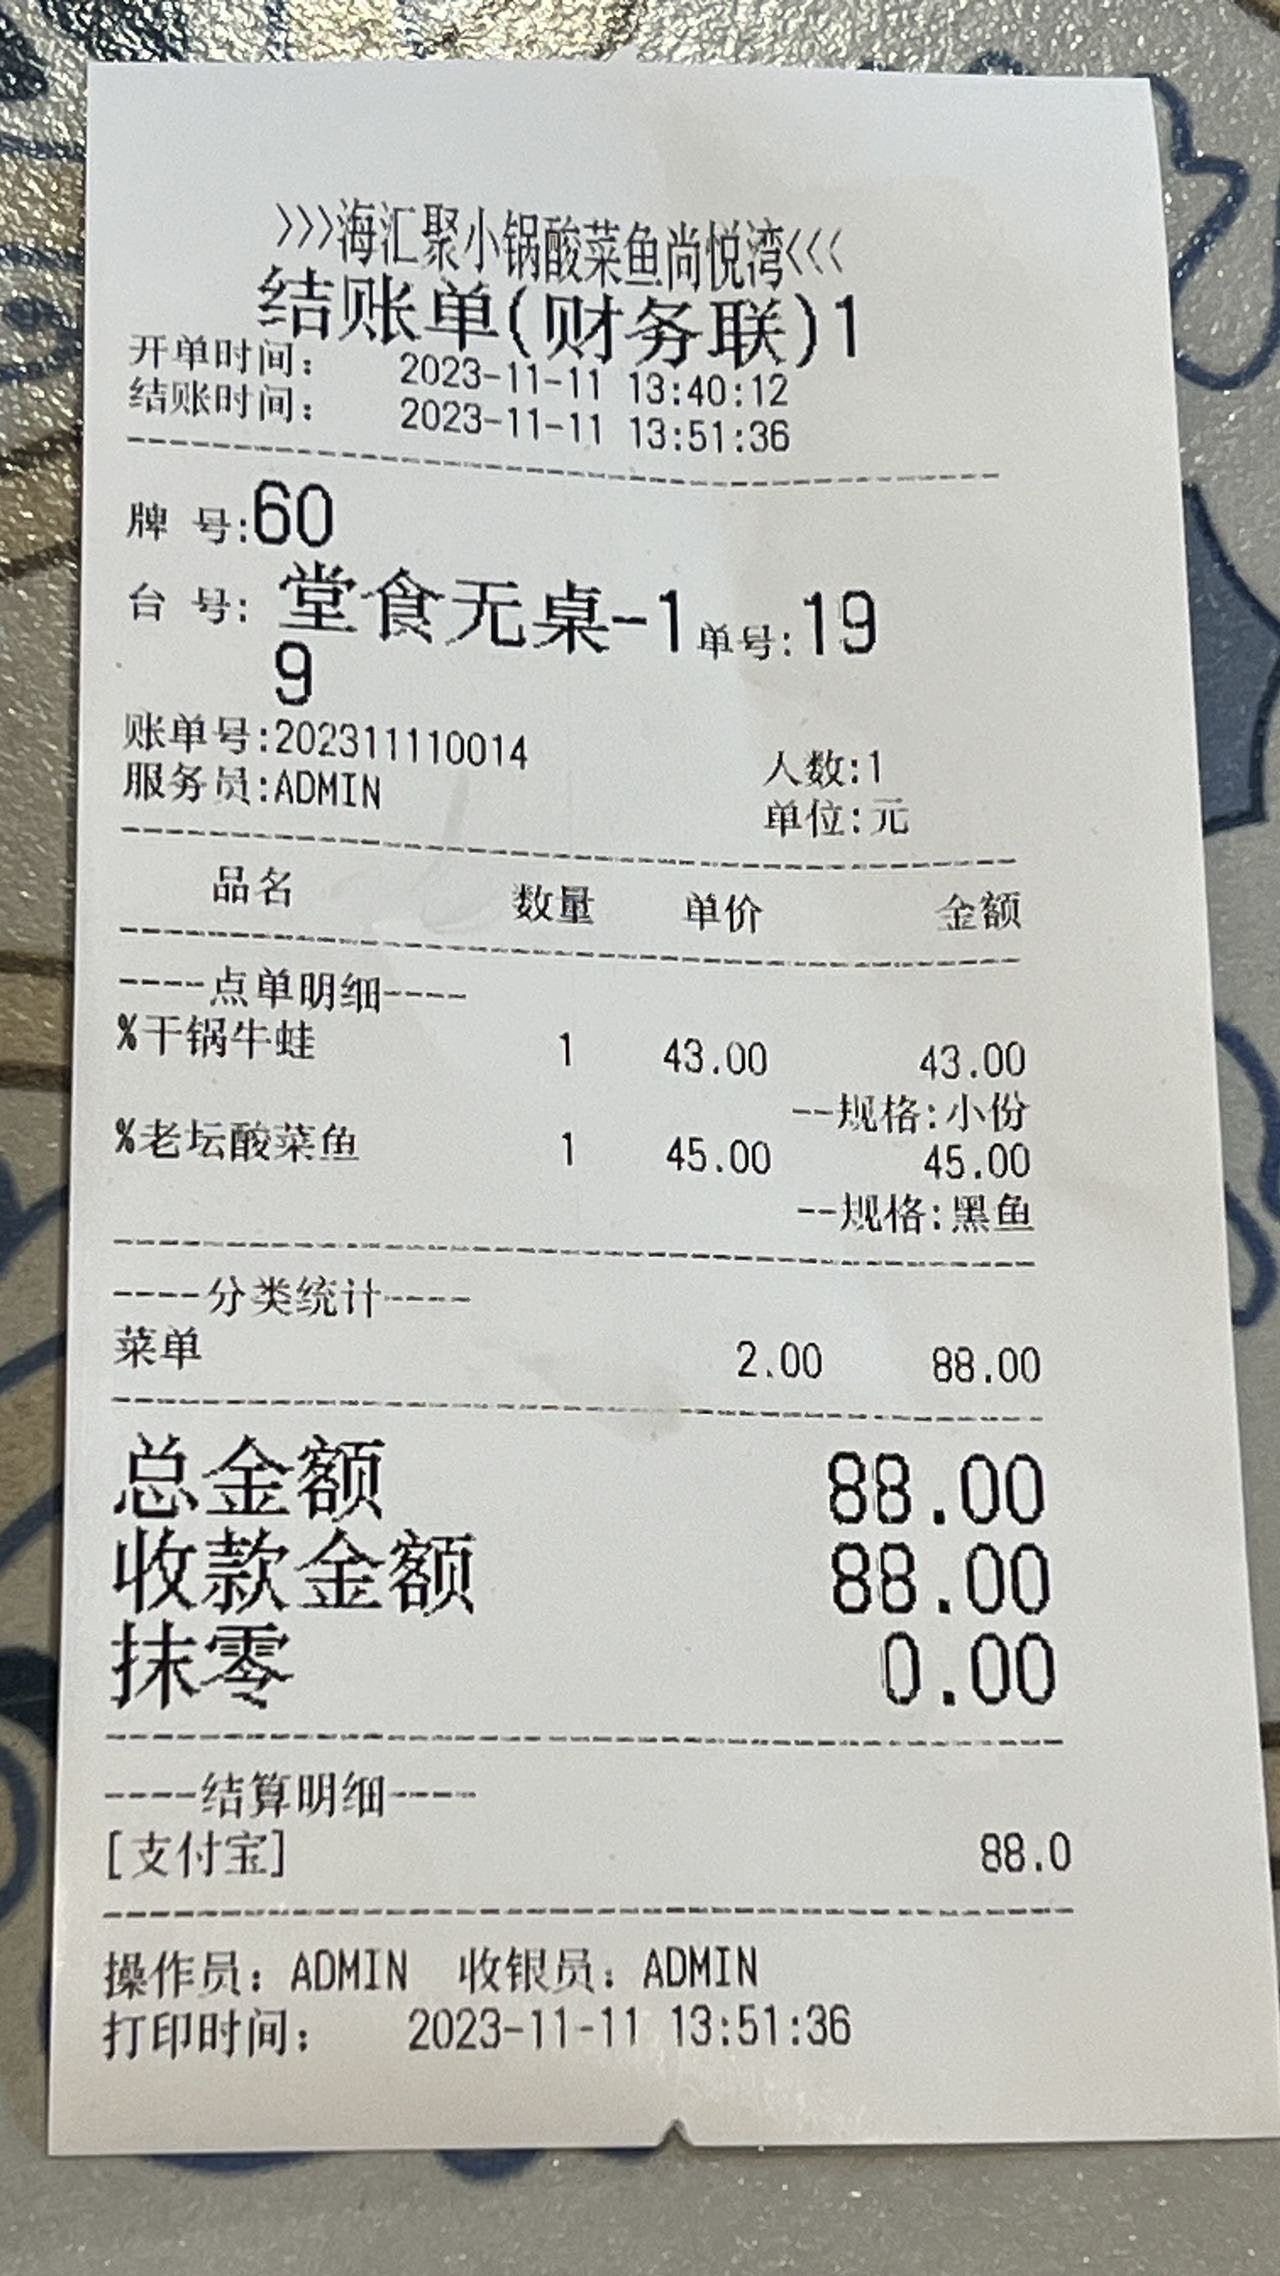 >>>海汇聚小锅酸菜鱼尚悦湾<<<
结账单(财务联)1
开单时间: 2023-11-11 13:40:12
结账时间: 2023-11-11 13:51:36
牌 号:60
台 号: 堂食无桌-1 单号:19
9
账单号:202311110014 人数:1
服务员:ADMIN 单位:元
品名 数量 单价 金额
----点单明细----
%干锅牛蛙 1 43.00 43.00
--规格:小份
%老坛酸菜鱼 1 45.00 45.00
--规格:黑鱼
----分类统计----
菜单 2.00 88.00
总金额 88.00
收款金额 88.00
抹零 0.00
----结算明细----
[支付宝] 88.0
操作员: ADMIN 收银员: ADMIN
打印时间: 2023-11-11 13:51:36